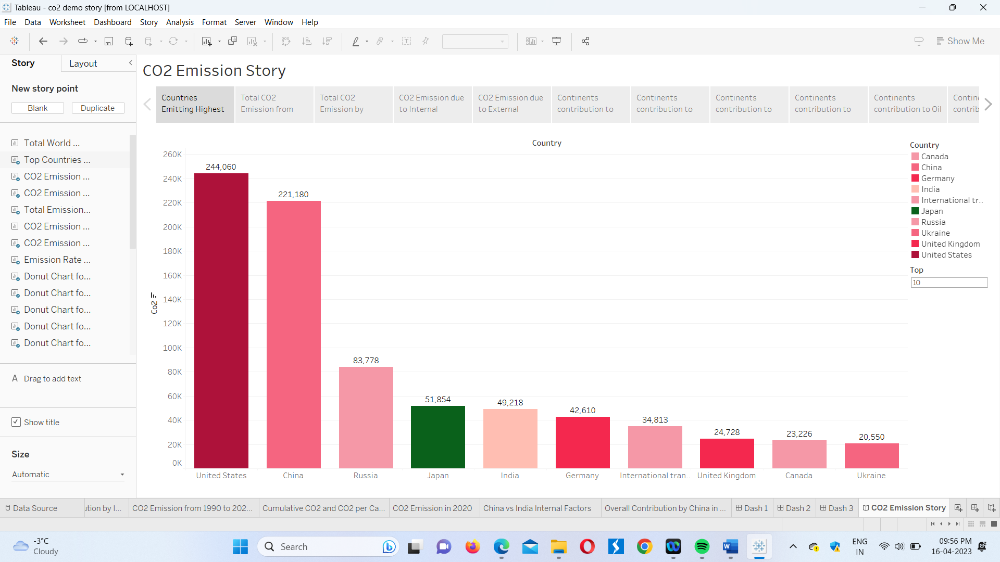 Tableau - co2 demo story [from LOCALHOST]
File Data Worksheet Dashboard Story Analysis Format Server Window Help
Show Me
Story Layout
New story point
Blank Duplicate
Total World ...
Top Countries ...
CO2 Emission ...
CO2 Emission ...
Total Emission...
CO2 Emission ...
CO2 Emission ...
Emission Rate ...
Donut Chart fo...
Donut Chart fo...
Donut Chart fo...
Donut Chart fo...
Donut Chart fo...
A Drag to add text
Show title
Size
Automatic
CO2 Emission Story
Countries
Emitting Highest
Total CO2
Emission from
Total CO2
Emission by
CO2 Emission due
to Internal
CO2 Emission due
to External
Continents
contribution to
Continents
contribution to
Continents
contribution to
Continents
contribution to
Continents
contribution to Oil
Contine
contrib
Country
260K
240K
220K
200K
180K
160K
140K
120K
100K
80K
60K
40K
20K
0K
Co2
244,060
221,180
83,778
51,854
49,218
42,610
34,813
24,728
23,226
20,550
United States China Russia Japan India Germany International tran.. United Kingdom Canada Ukraine
Country
Canada
China
Germany
India
International tr..
Japan
Russia
Ukraine
United Kingdom
United States
Top
10
Data Source ution by I... CO2 Emission from 1990 to 202... CO2 Cumulative CO2 and CO2 per Ca... CO2 Emission in 2020 China vs India Internal Factors Overall Contribution by China in ... Dash 1 Dash 2 Dash 3 CO2 Emission Story
-3°C
Cloudy
Search
ENG
IN
09:56 PM
16-04-2023